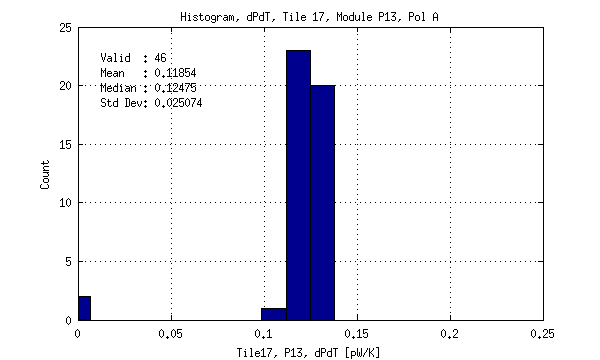 Histogram, dPdT, Tile 17, Module P13, Pol A
Valid : 46
Mean : 0.11854
Median : 0.12475
Std Dev: 0.025074
Count
25
20
15
10
5
0
0 0.05 0.1 0.15 0.2 0.25
Tile17, P13, dPdT [pW/K]